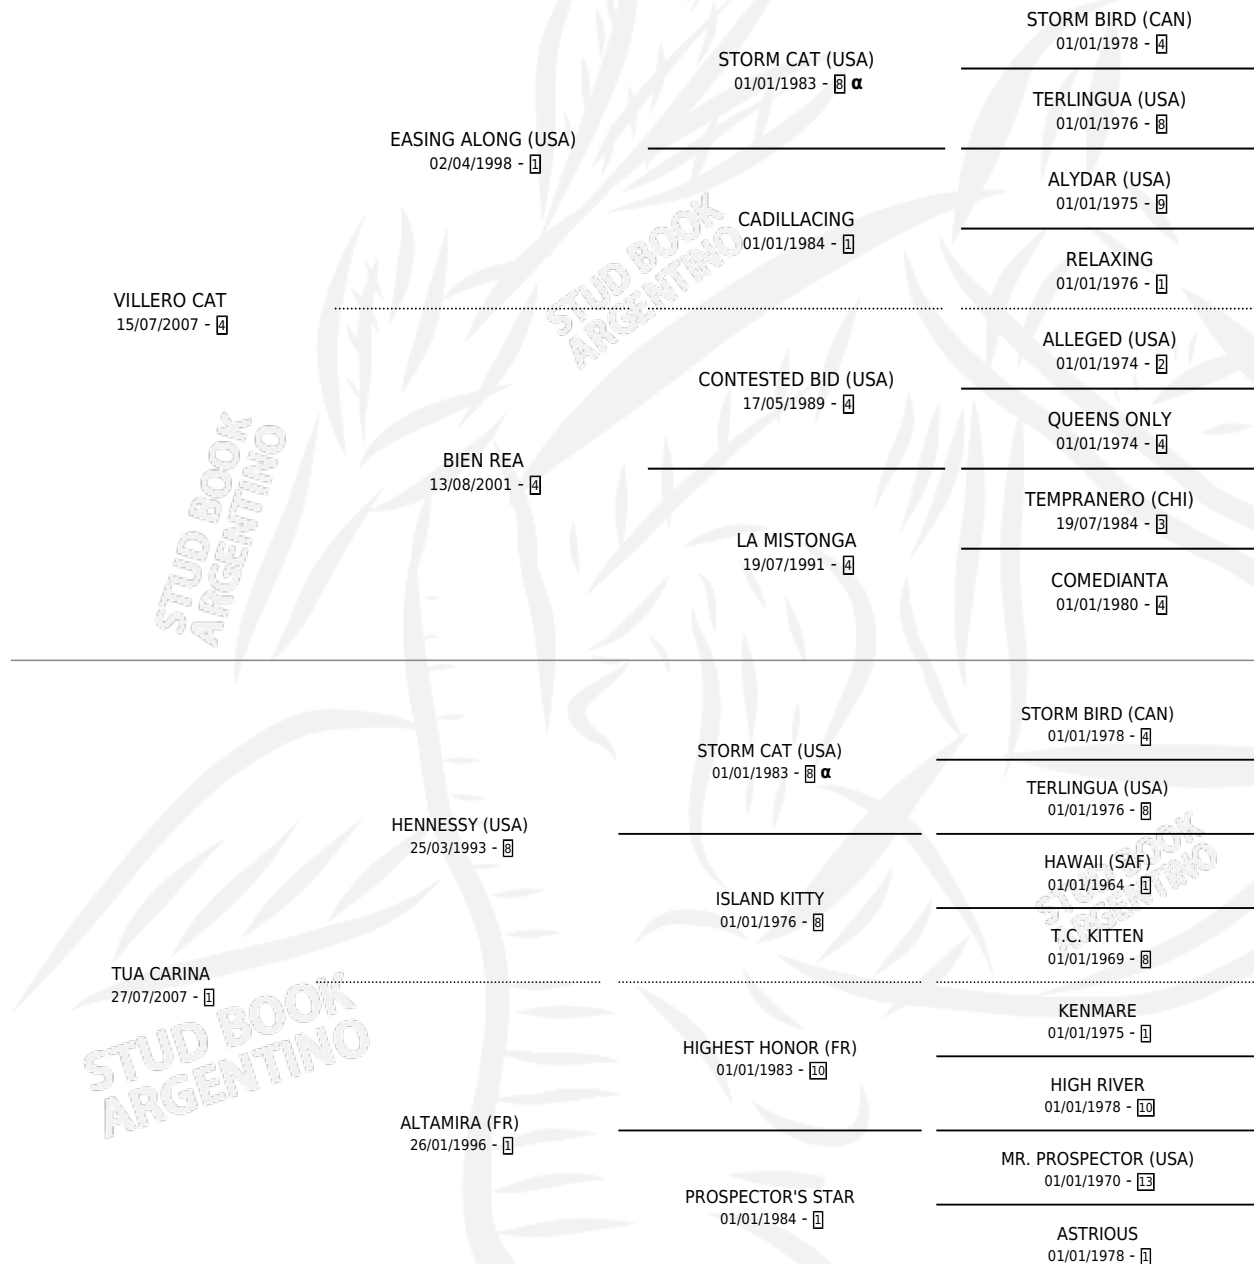 STORM BIRD (CAN)
01/01/1978 - 4
STORM CAT (USA)
01/01/1983 - 8 α
TERLINGUA (USA)
01/01/1976 - 8
EASING ALONG (USA)
02/04/1998 - 1
ALYDAR (USA)
01/01/1975 - 9
CADILLACING
01/01/1984 - 1
RELAXING
01/01/1976 - 1
VILLERO CAT
15/07/2007 - 4
ALLEGED (USA)
01/01/1974 - 2
CONTESTED BID (USA)
17/05/1989 - 4
QUEENS ONLY
01/01/1974 - 4
BIEN REA
13/08/2001 - 4
TEMPRANERO (CHI)
19/07/1984 - 3
LA MISTONGA
19/07/1991 - 4
COMEDIANTA
01/01/1980 - 4
STUD BOOK
ARGENTINO
STUD BOOK
ARGENTINO
STORM BIRD (CAN)
01/01/1978 - 4
STORM CAT (USA)
01/01/1983 - 8 α
TERLINGUA (USA)
01/01/1976 - 8
HENNESSY (USA)
25/03/1993 - 8
HAWAII (SAF)
01/01/1964 - 1
ISLAND KITTY
01/01/1976 - 8
T.C. KITTEN
01/01/1969 - 8
TUA CARINA
27/07/2007 - 1
KENMARE
01/01/1975 - 1
HIGHEST HONOR (FR)
01/01/1983 - 10
HIGH RIVER
01/01/1978 - 10
ALTAMIRA (FR)
26/01/1996 - 1
MR. PROSPECTOR (USA)
01/01/1970 - 13
PROSPECTOR'S STAR
01/01/1984 - 1
ASTRIOUS
01/01/1978 - 1
STUD BOOK
ARGENTINO
STUD BOOK
ARGENTINO